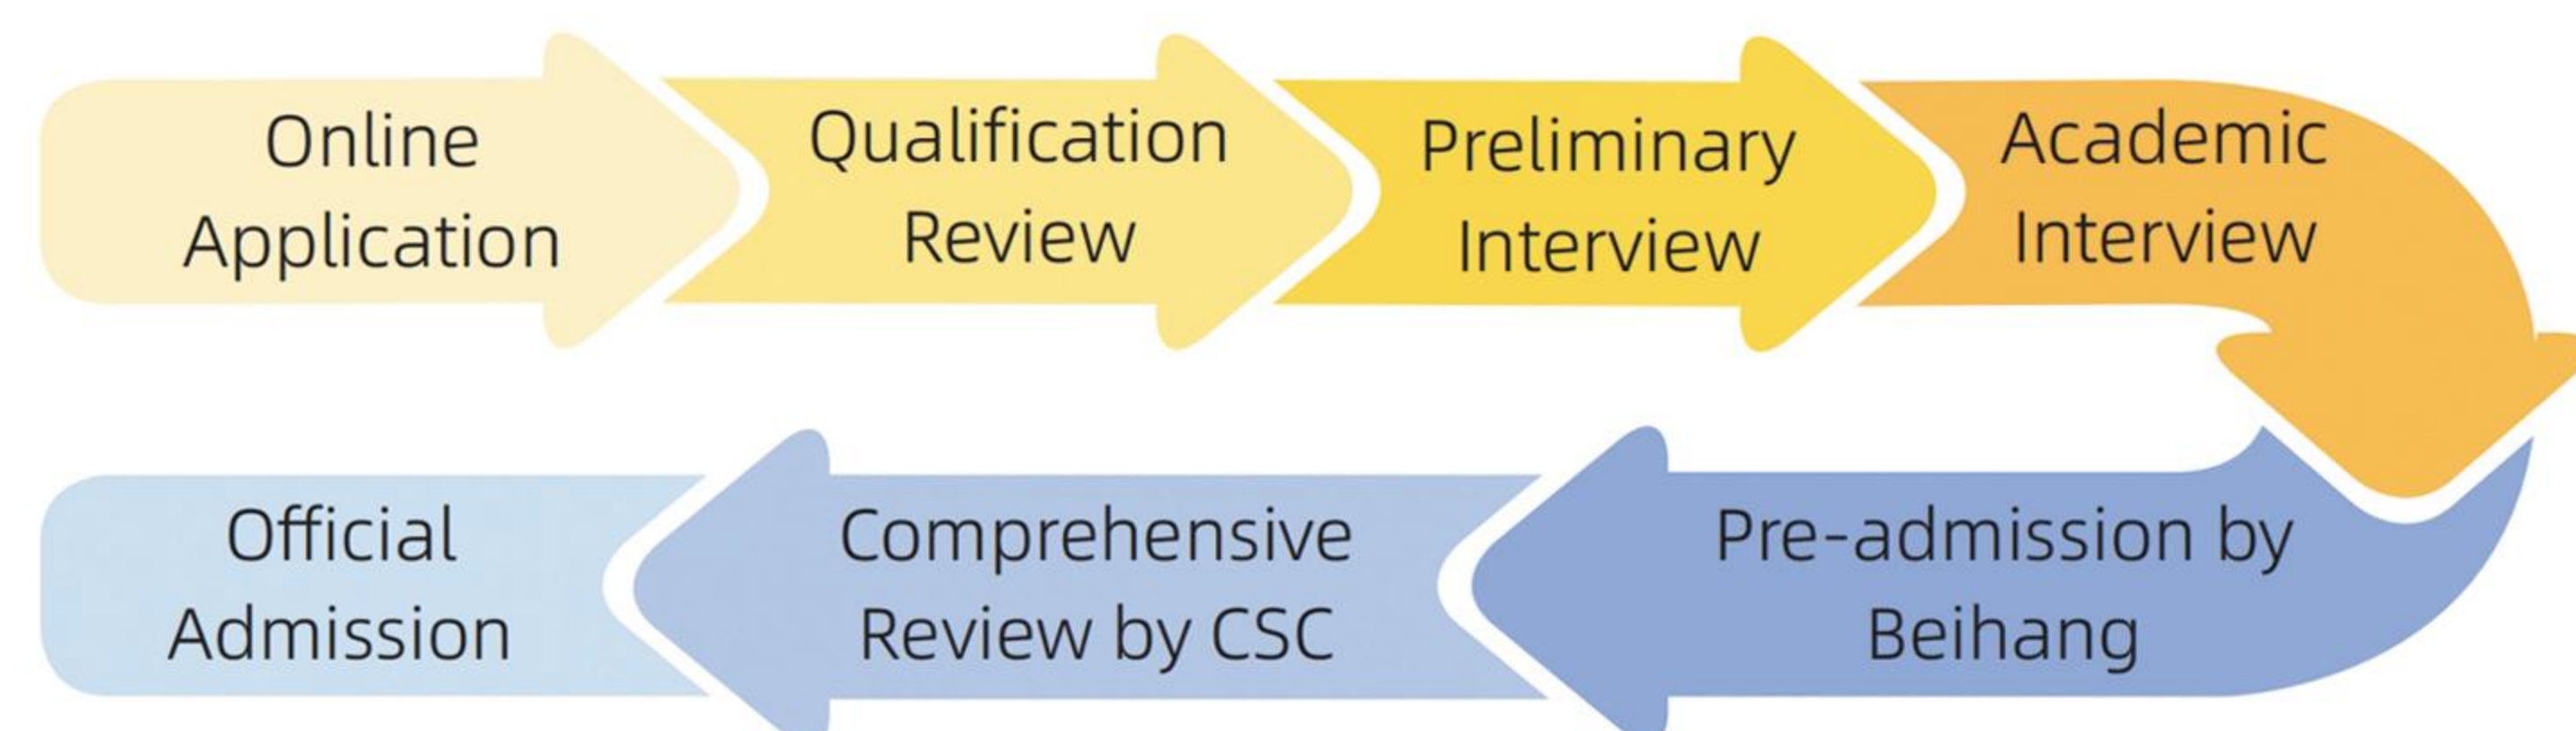 Online
Application
Qualification
Review
Preliminary
Interview
Academic
Interview
Pre-admission by
Beihang
Comprehensive
Review by CSC
Official
Admission